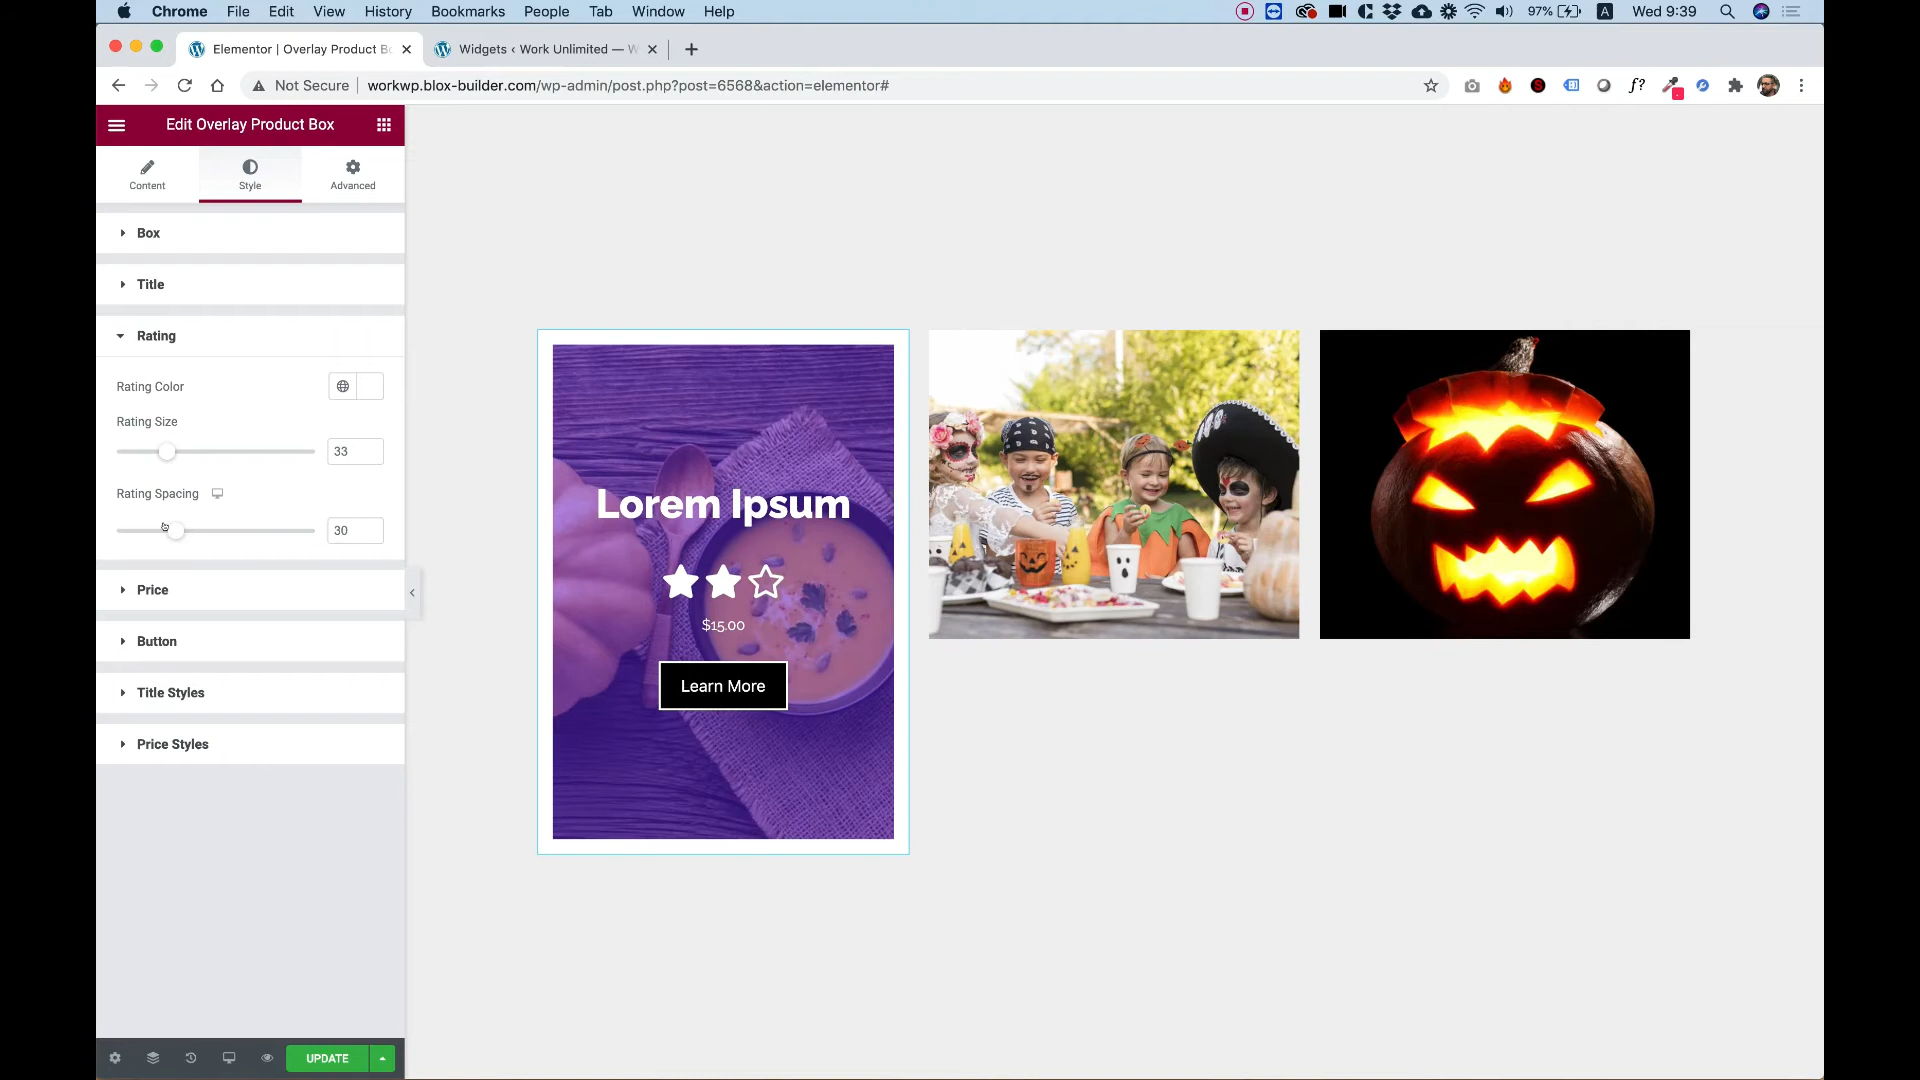 Chrome File Edit View History Bookmarks People Tab Window Help
97% A Wed 9:39
Elementor | Overlay Product B
Widgets ‹ Work Unlimited — W
Not Secure | workwp.blox-builder.com/wp-admin/post.php?post=6568&action=elementor#
f?
Edit Overlay Product Box
Content Style Advanced
Box
Title
Rating
Rating Color
Rating Size
33
Rating Spacing
30
Price
Button
Title Styles
Price Styles
UPDATE
Lorem Ipsum
$15.00
Learn More